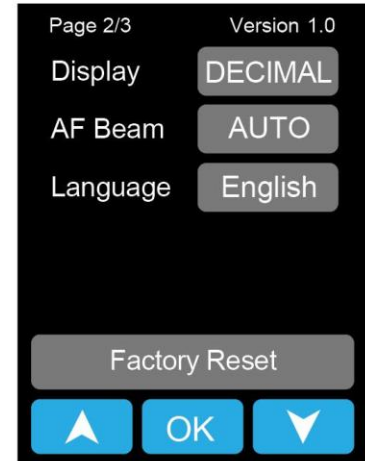 Page 2/3 Version 1.0
Display DECIMAL
AF Beam AUTO
Language English
Factory Reset
OK